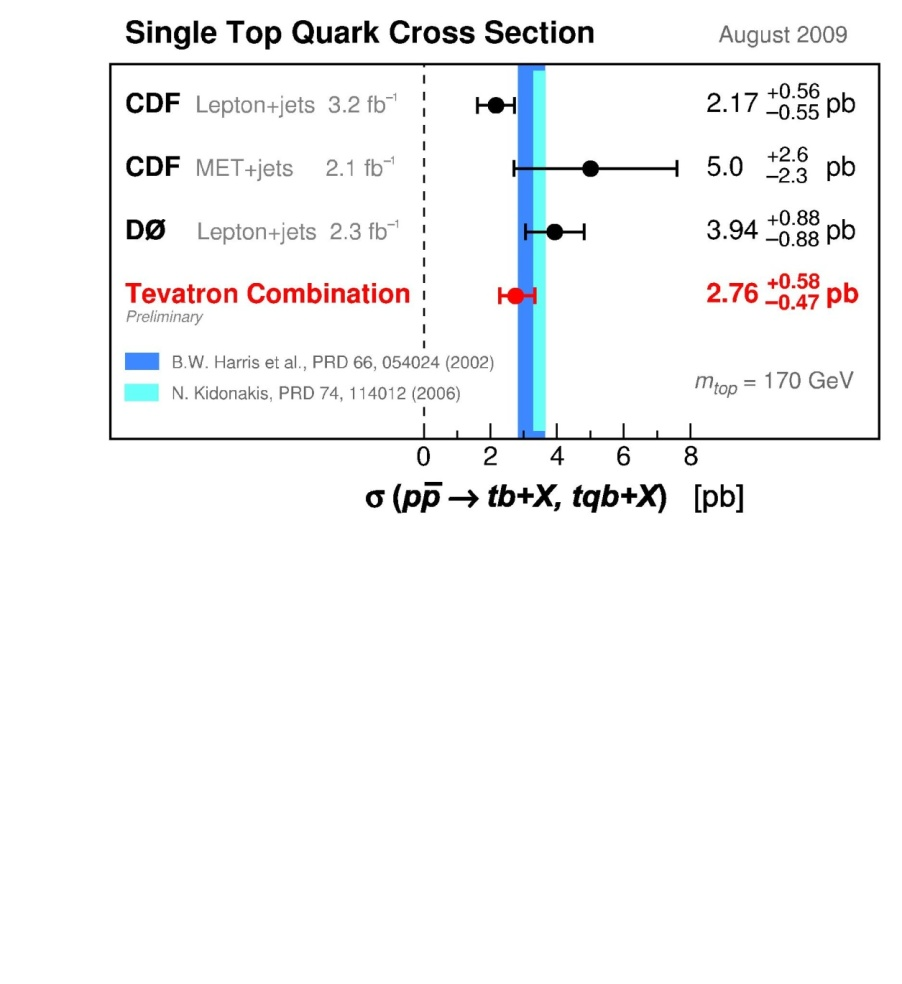 Single Top Quark Cross Section August 2009
CDF Lepton+jets 3.2 fb⁻¹ 2.17 +0.56 −0.55 pb
CDF MET+jets 2.1 fb⁻¹ 5.0 +2.6 −2.3 pb
DØ Lepton+jets 2.3 fb⁻¹ 3.94 +0.88 −0.88 pb
Tevatron Combination 2.76 +0.58 −0.47 pb
Preliminary
B.W. Harris et al., PRD 66, 054024 (2002)
N. Kidonakis, PRD 74, 114012 (2006)
m_top = 170 GeV
0 2 4 6 8
σ (pp̅ → tb+X, tqb+X) [pb]